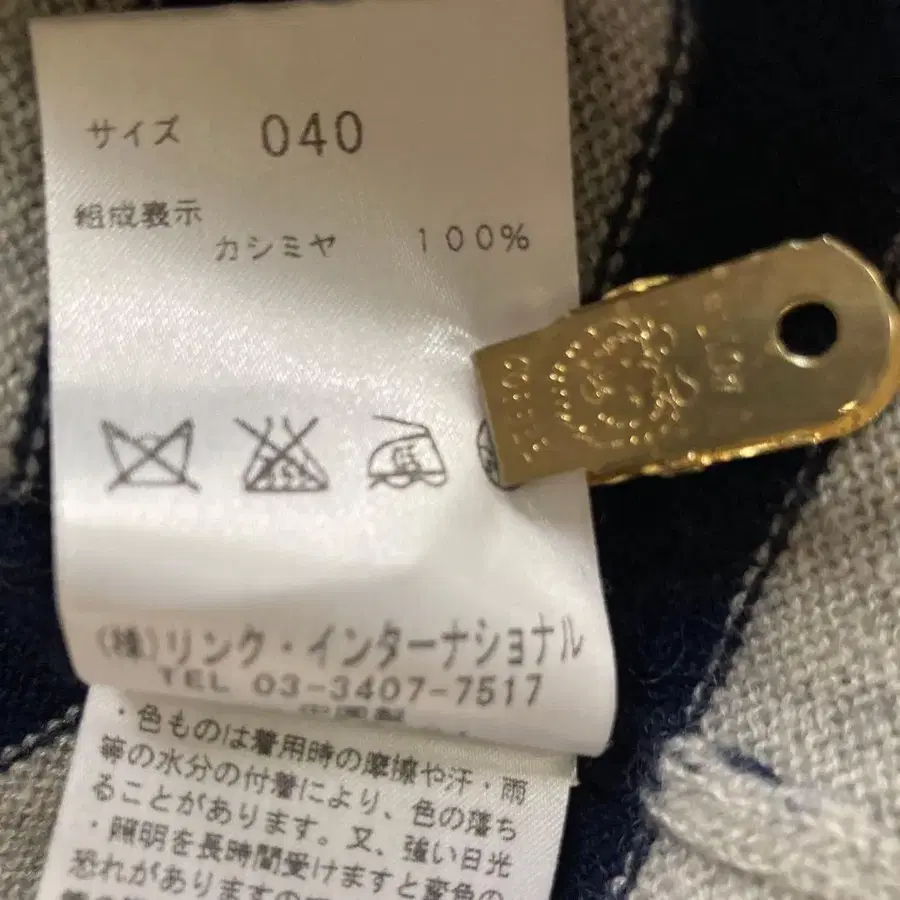 サイズ 040
組成表示
カシミヤ 100%
(株)リンク・インターナショナル
TEL 03-3407-7517
中国製
・色ものは着用時の摩擦や汗・雨
等の水分の付着により、色の落ち
ることがあります。又、強い日光
・照明を長時間受けますと変色の
恐れがあります